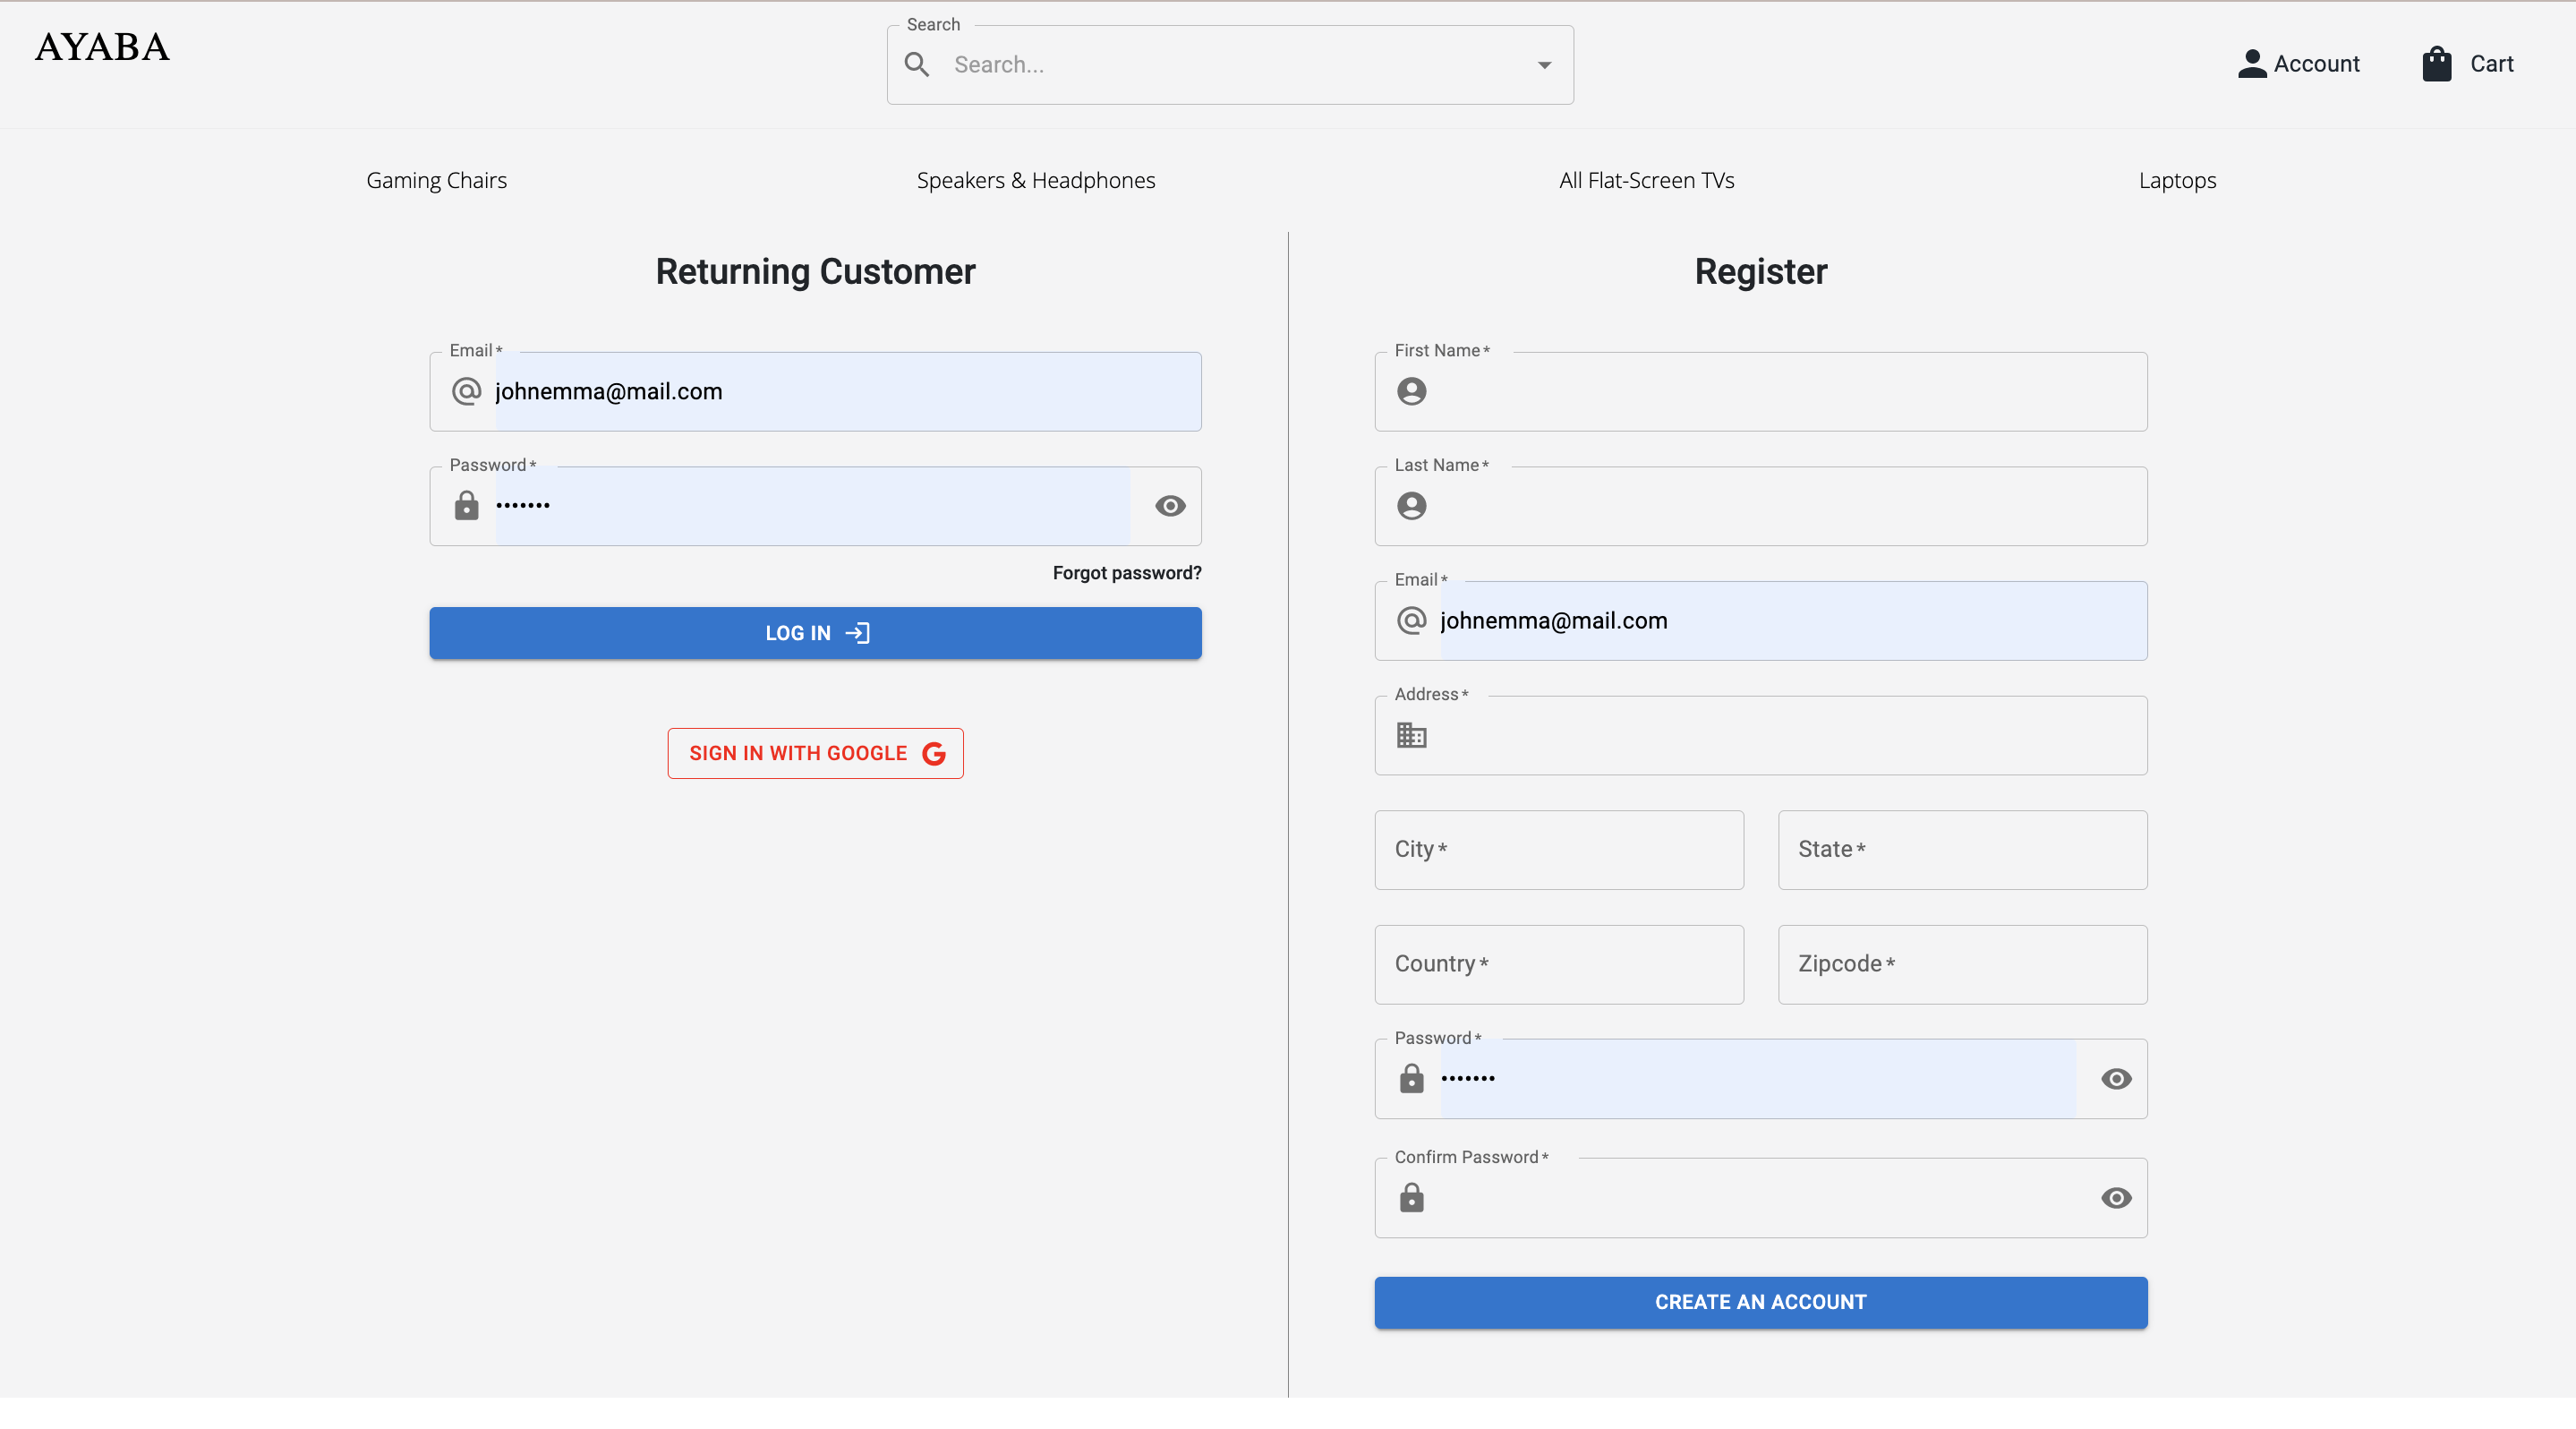 AYABA
Search
Search...
Account
Cart
Gaming Chairs
Speakers & Headphones
All Flat-Screen TVs
Laptops
Returning Customer
Email *
johnemma@mail.com
Password *
•••••••
Forgot password?
LOG IN
SIGN IN WITH GOOGLE
Register
First Name *
Last Name *
Email *
johnemma@mail.com
Address *
City *
State *
Country *
Zipcode *
Password *
•••••••
Confirm Password *
CREATE AN ACCOUNT